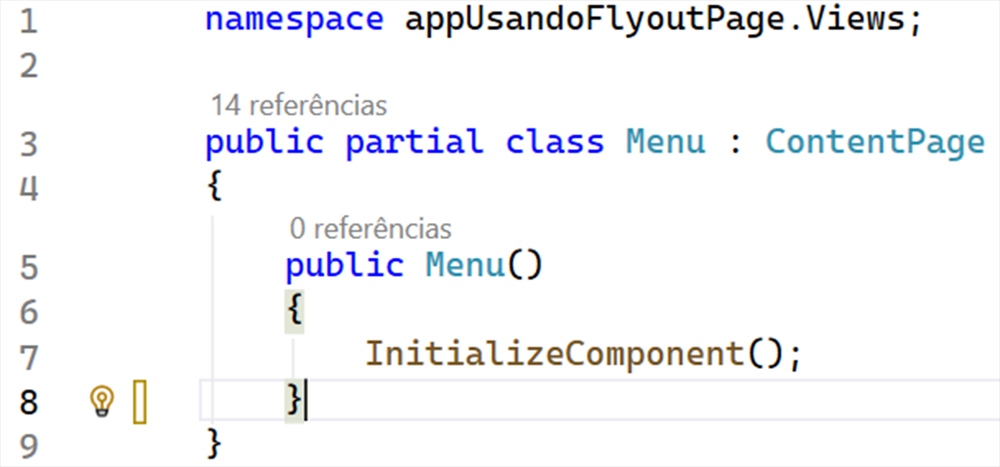 1 namespace appUsandoFlyoutPage.Views;
2
14 referências
3 public partial class Menu : ContentPage
4 {
0 referências
5 public Menu()
6 {
7 InitializeComponent();
8 }
9 }